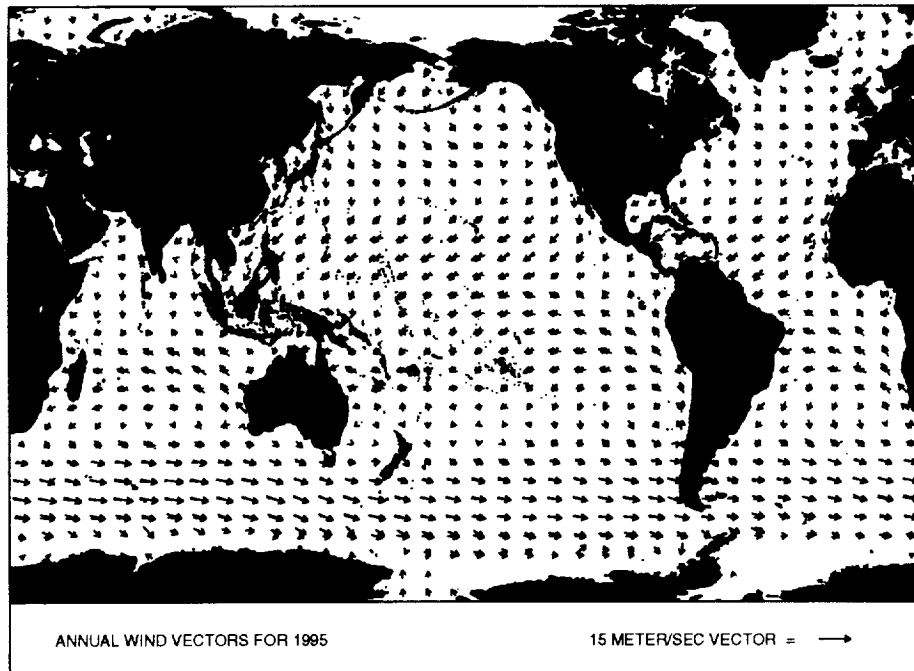 ANNUAL WIND VECTORS FOR 1995
15 METER/SEC VECTOR = →